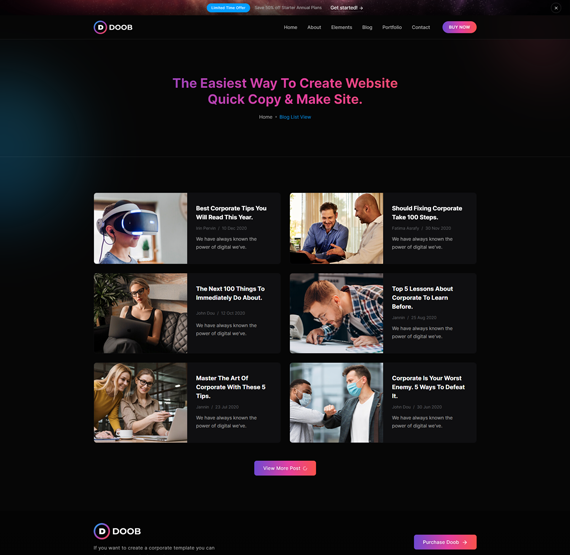 Limited Time Offer Save 50% off Starter Annual Plans Get started!
D DOOB Home About Elements Blog Portfolio Contact BUY NOW
The Easiest Way To Create Website
Quick Copy & Make Site.
Home Blog List View
Best Corporate Tips You
Will Read This Year.
/ 10 Dec 2020
We have always known the
power of digital we've.
Should Fixing Corporate
Take 100 Steps.
Fatima Asrafy / 20 Nov 2020
We have always known the
power of digital we've.
The Next 100 Things To
Immediately Do About.
John Dou / 12 Oct 2020
We have always known the
power of digital we've.
Top 5 Lessons About
Corporate To Learn
Before.
Jannin / 25 Aug 2020
We have always known the
power of digital we've.
Master The Art Of
Corporate With These 5
Tips.
Jannin / 23 Jul 2020
We have always known the
power of digital we've.
Corporate Is Your Worst
Enemy. 5 Ways To Defeat
It.
John Dou / 30 Jun 2020
We have always known the
power of digital we've.
View More Post
D DOOB
If you want to create a corporate template you can
Purchase Doob